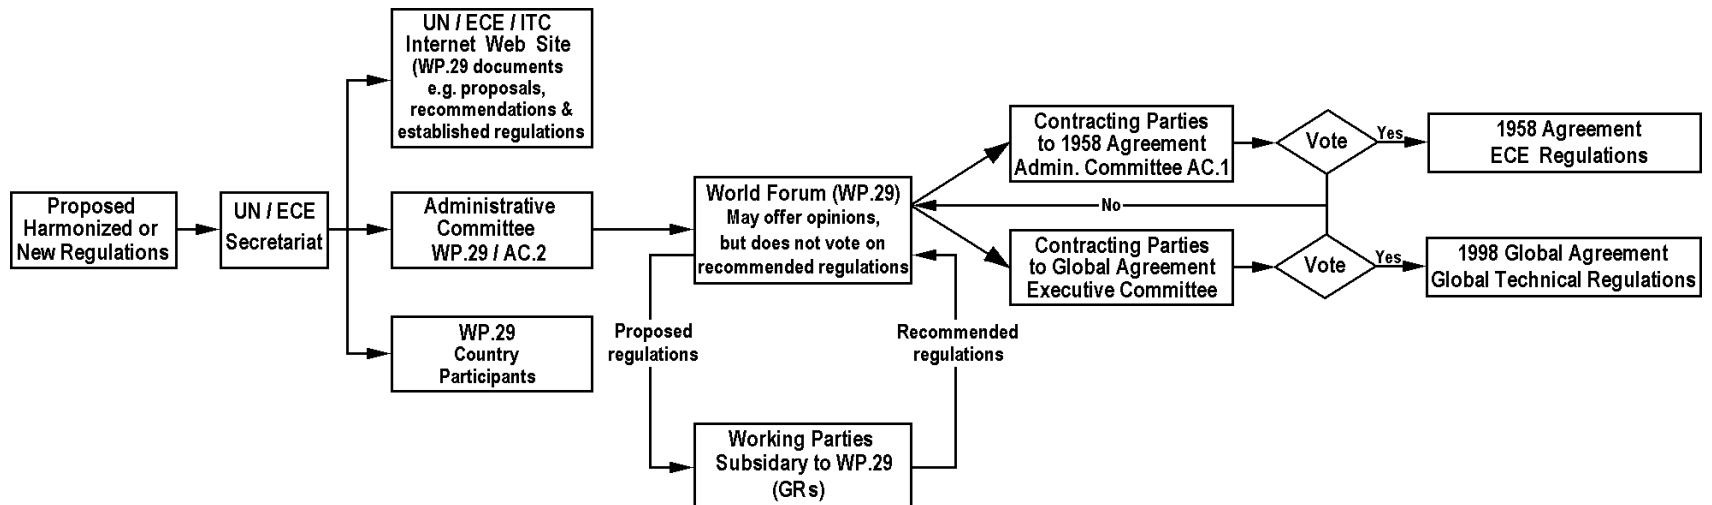 Proposed
Harmonized or
New Regulations
UN / ECE
Secretariat
UN / ECE / ITC
Internet Web Site
(WP.29 documents
e.g. proposals,
recommendations &
established regulations
Administrative
Committee
WP.29 / AC.2
WP.29
Country
Participants
World Forum (WP.29)
May offer opinions,
but does not vote on
recommended regulations
Proposed
regulations
Recommended
regulations
Working Parties
Subsidary to WP.29
(GRs)
Contracting Parties
to 1958 Agreement
Admin. Committee AC.1
Vote
Yes
1958 Agreement
ECE Regulations
No
Contracting Parties
to Global Agreement
Executive Committee
Vote
Yes
1998 Global Agreement
Global Technical Regulations